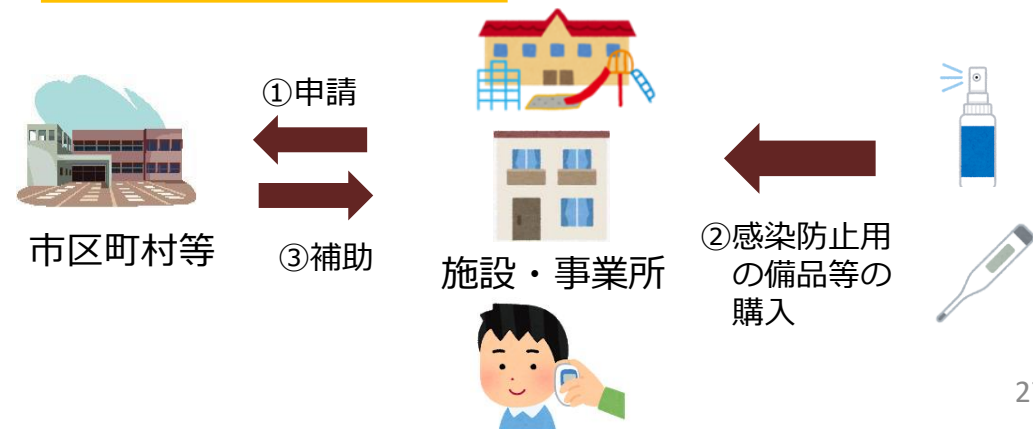 ①申請
市区町村等
③補助
施設・事業所
②感染防止用
の備品等の
購入